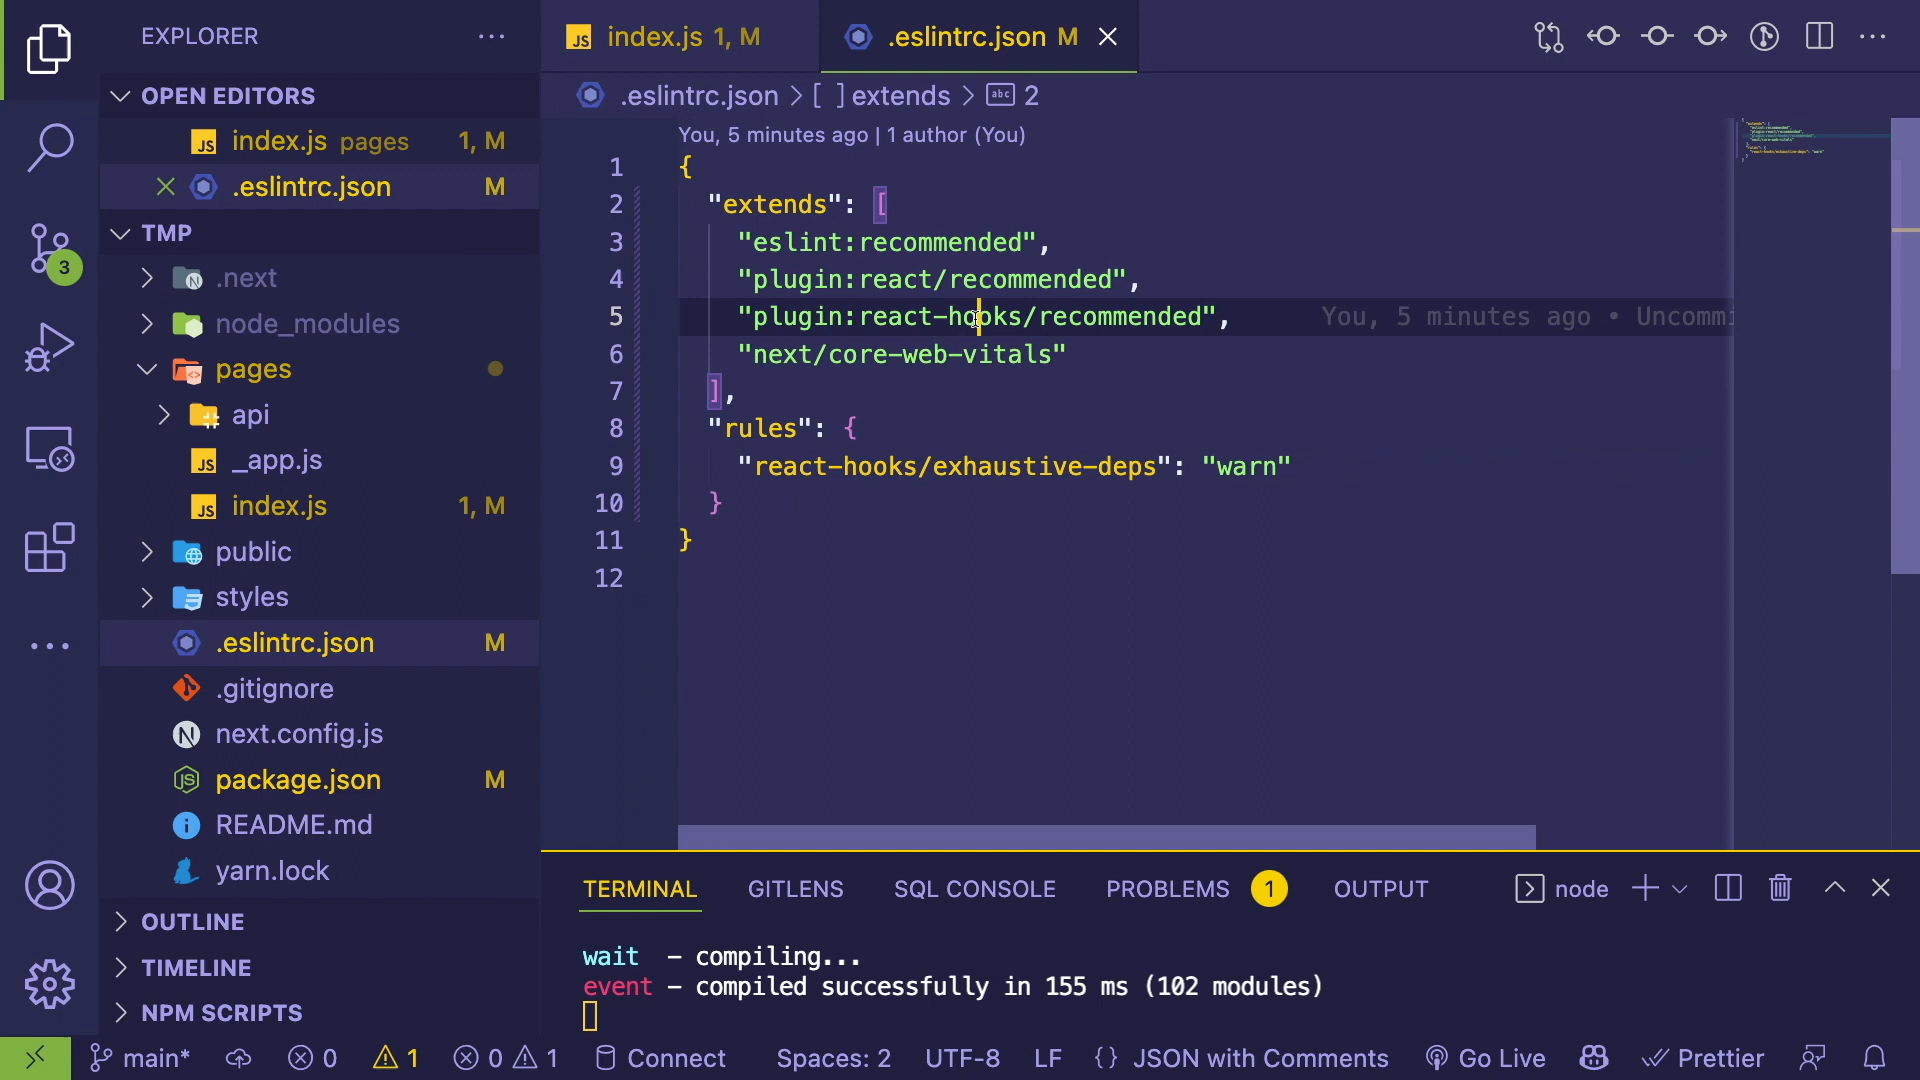 EXPLORER
OPEN EDITORS
index.js pages 1, M
.eslintrc.json M
TMP
.next
node_modules
pages
api
_app.js
index.js 1, M
public
styles
.eslintrc.json M
.gitignore
next.config.js
package.json M
README.md
yarn.lock
OUTLINE
TIMELINE
NPM SCRIPTS
3
index.js 1, M
.eslintrc.json M
.eslintrc.json > [ ] extends > abc 2
You, 5 minutes ago | 1 author (You)
1 {
2 "extends": [
3 "eslint:recommended",
4 "plugin:react/recommended",
5 "plugin:react-hooks/recommended", You, 5 minutes ago • Uncommi
6 "next/core-web-vitals"
7 ],
8 "rules": {
9 "react-hooks/exhaustive-deps": "warn"
10 }
11 }
12
TERMINAL GITLENS SQL CONSOLE PROBLEMS 1 OUTPUT node
wait - compiling...
event - compiled successfully in 155 ms (102 modules)
main* 0 1 0 1 Connect Spaces: 2 UTF-8 LF {} JSON with Comments Go Live Prettier